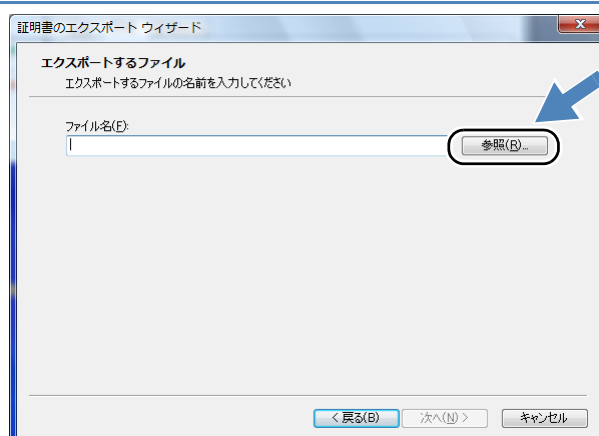 証明書のエクスポート ウィザード
エクスポートするファイル
エクスポートするファイルの名前を入力してください
ファイル名(F):
参照(R)...
< 戻る(B) 次へ(N) > キャンセル